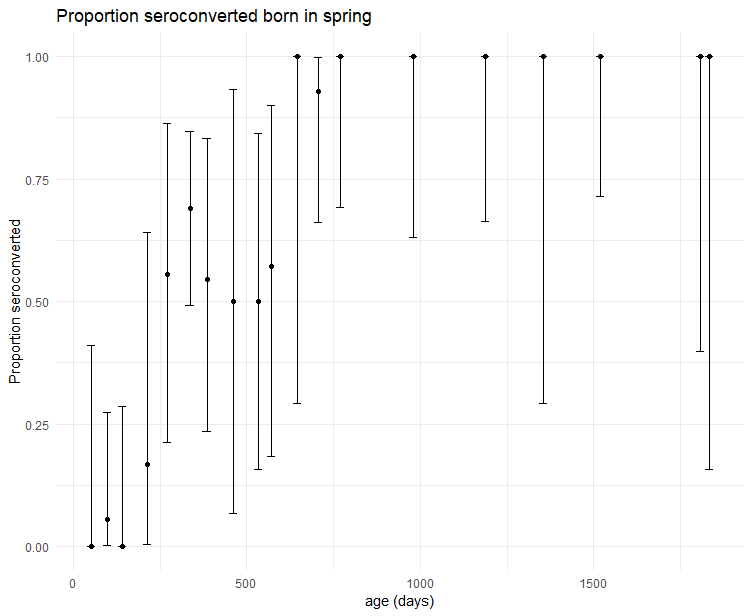 Proportion seroconverted born in spring
Proportion seroconverted
1.00
0.75
0.50
0.25
0.00
0 500 1000 1500
age (days)